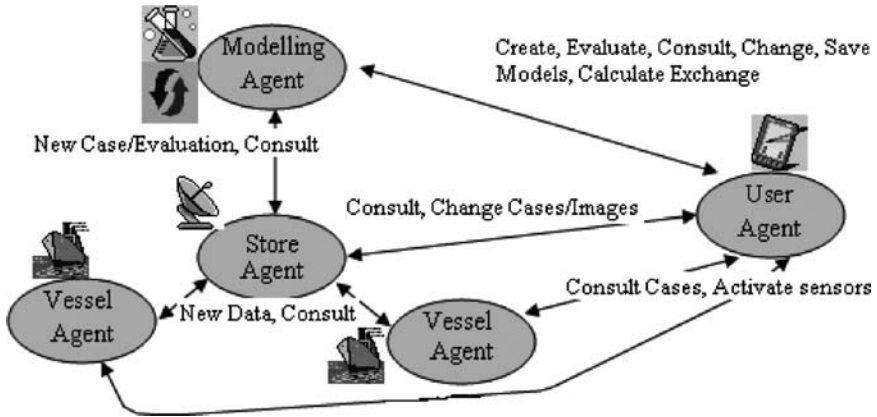 Modelling
Agent
Create, Evaluate, Consult, Change, Save
Models, Calculate Exchange
New Case/Evaluation, Consult
User
Agent
Consult, Change Cases/Images
Store
Agent
Consult Cases, Activate sensors
Vessel
Agent
New Data, Consult
Vessel
Agent